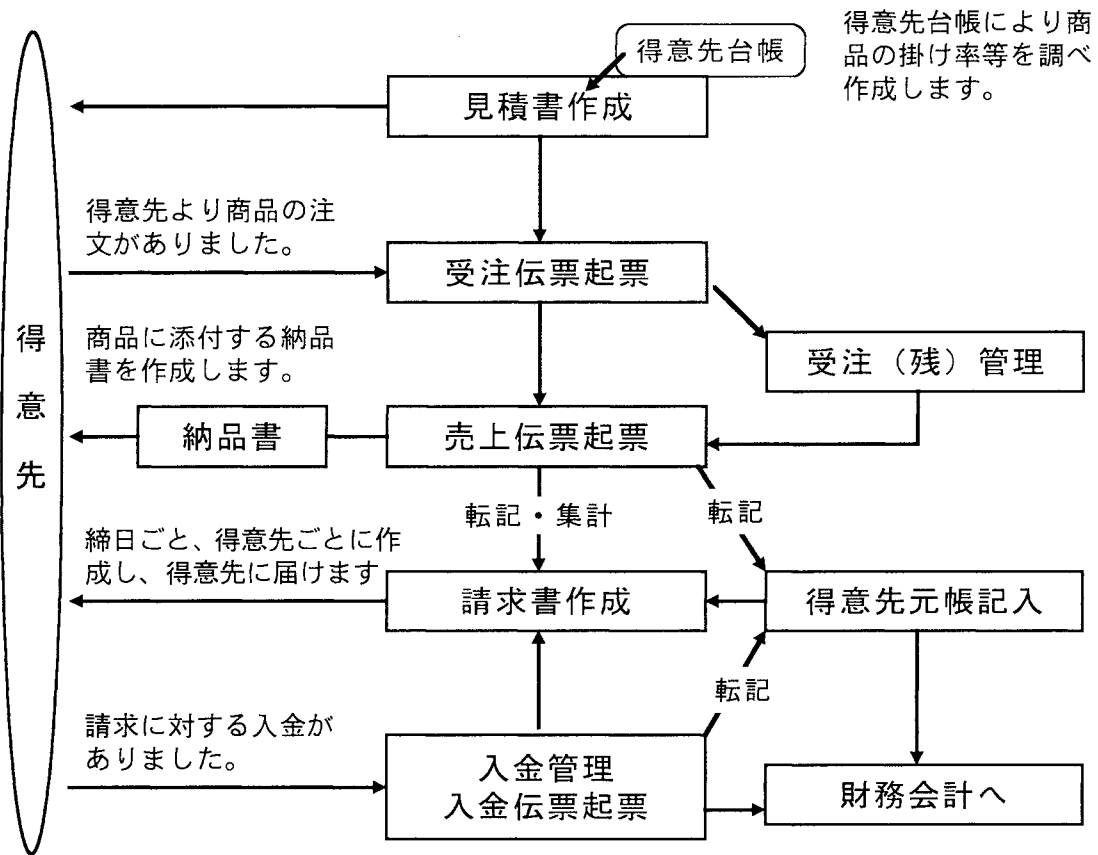 得意先台帳により商
品の掛け率等を調べ
作成します。
得意先台帳
見積書作成
得意先より商品の注
文がありました。
受注伝票起票
得意先
商品に添付する納品
書を作成します。
受注（残）管理
納品書
売上伝票起票
転記・集計
転記
締日ごと、得意先ごとに作
成し、得意先に届けます
請求書作成
得意先元帳記入
転記
請求に対する入金が
ありました。
入金管理
入金伝票起票
財務会計へ